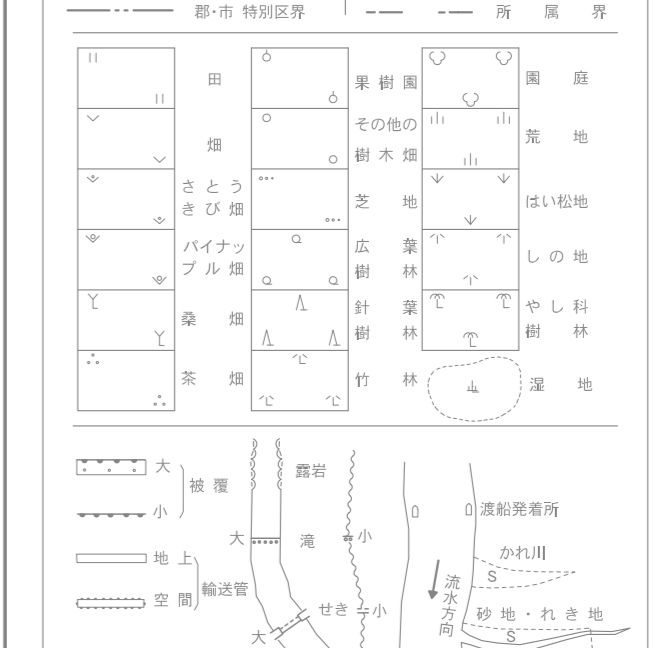 郡・市 特別区界
所属界
田
畑
さとう
きび畑
パイナッ
プル畑
桑畑
茶畑
果樹園
その他の
樹木畑
芝地
広葉
樹林
針葉
樹林
竹林
園庭
荒地
はい松地
しの地
やし科
樹林
湿地
大
被覆
小
地上
輸送管
空間
露岩
大 滝 小
せき 小
大
渡船発着所
かれ川
S
流水方向
砂地・れき地
S